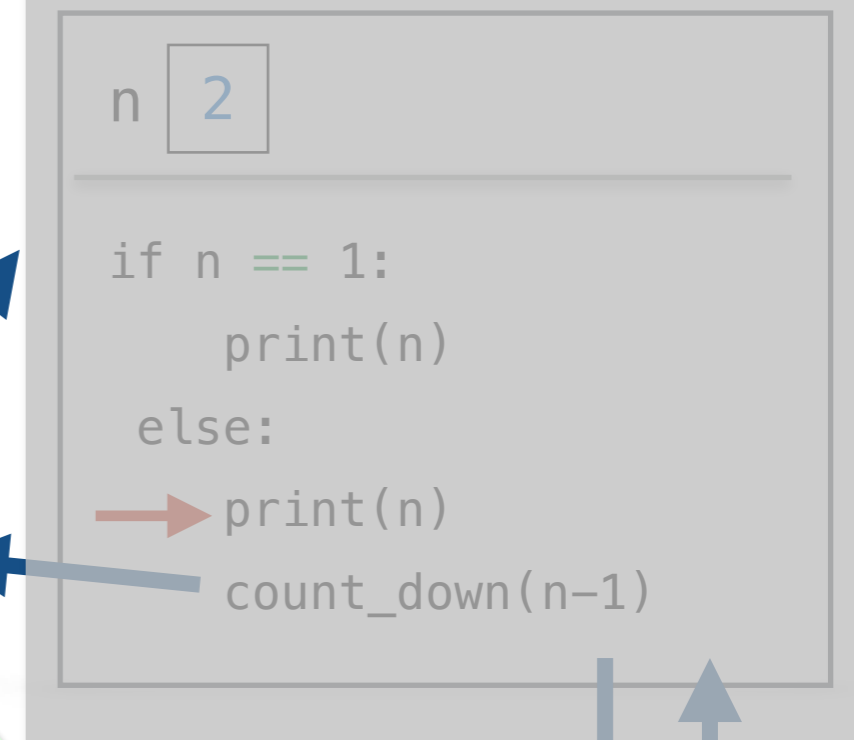 n 2
if n == 1:
print(n)
else:
print(n)
count_down(n-1)